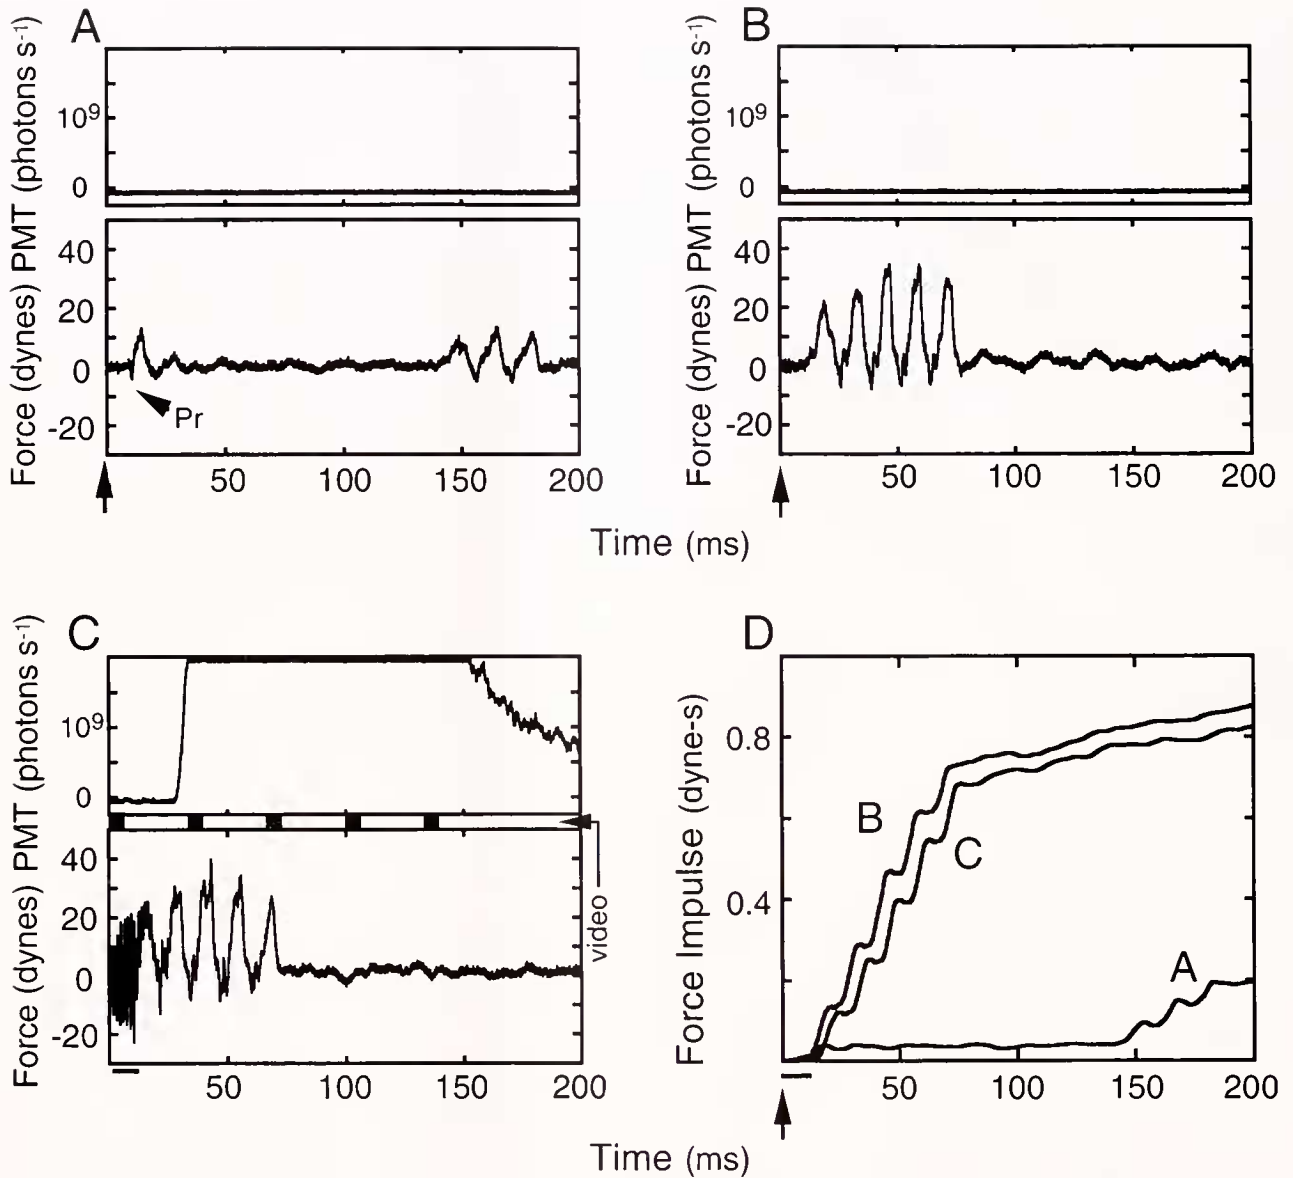 A
Force (dynes) PMT (photons s-1)
10⁹
0
40
20
0
-20
Pr
50 100 150 200
B
Force (dynes) PMT (photons s-1)
10⁹
0
40
20
0
-20
50 100 150 200
Time (ms)
C
Force (dynes) PMT (photons s-1)
10⁹
0
40
20
0
-20
video
50 100 150 200
D
Force Impulse (dyne-s)
0.8
0.4
B
C
A
50 100 150 200
Time (ms)